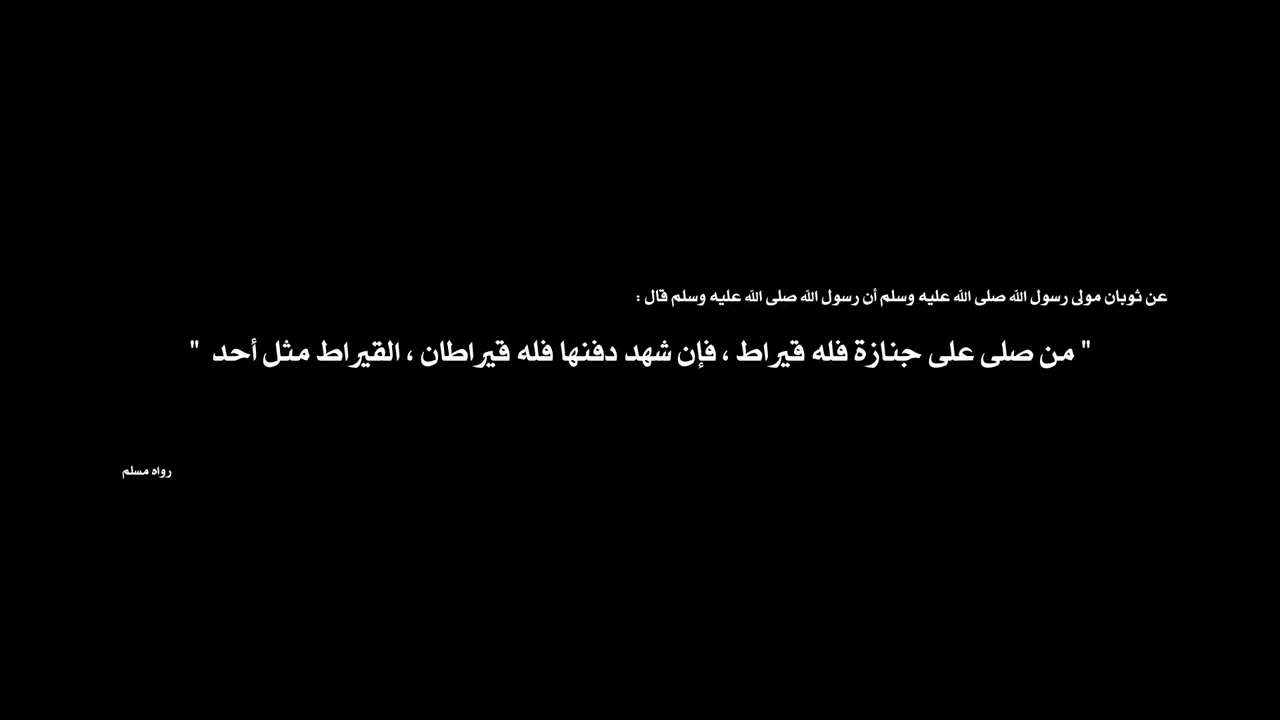 عن ثوبان مولى رسول الله صلى الله عليه وسلم أن رسول الله صلى الله عليه وسلم قال :
" من صلى على جنازة فله قيراط ، فإن شهد دفنها فله قيراطان ، القيراط مثل أحد "
رواه مسلم